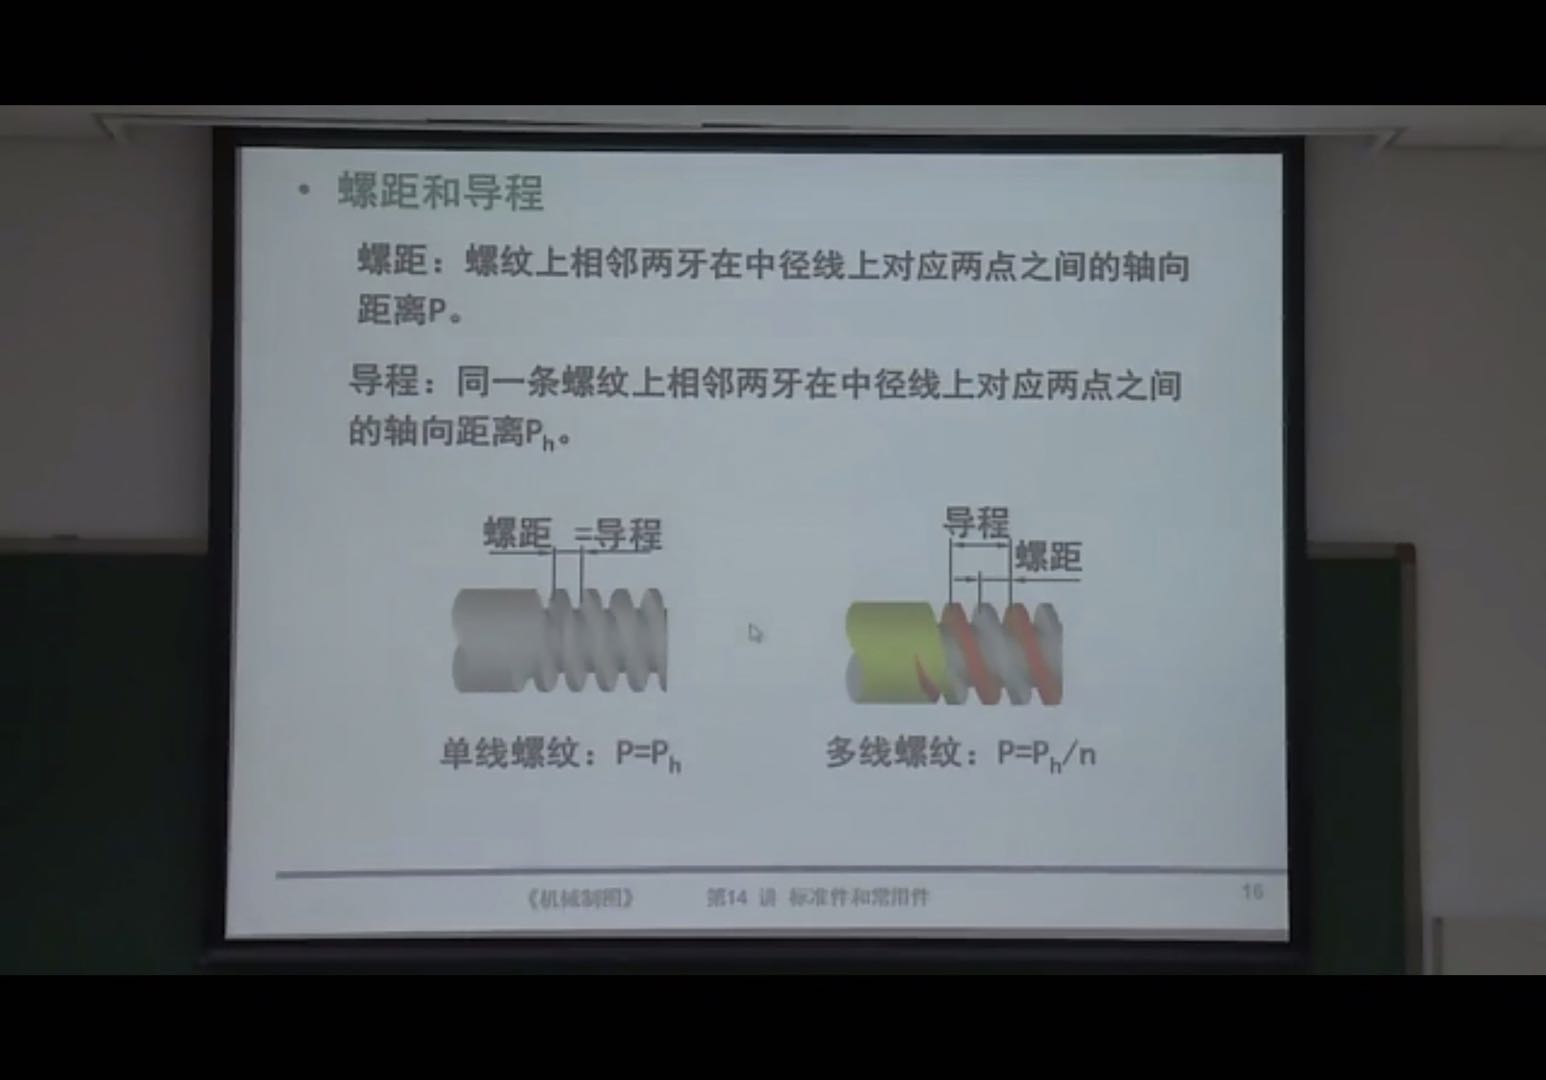 • 螺距和导程
螺距：螺纹上相邻两牙在中径线上对应两点之间的轴向
距离P。
导程：同一条螺纹上相邻两牙在中径线上对应两点之间
的轴向距离Ph。
螺距 =导程
导程
螺距
单线螺纹：P=Ph
多线螺纹：P=Ph/n
《机械制图》 第14 讲 标准件和常用件 16